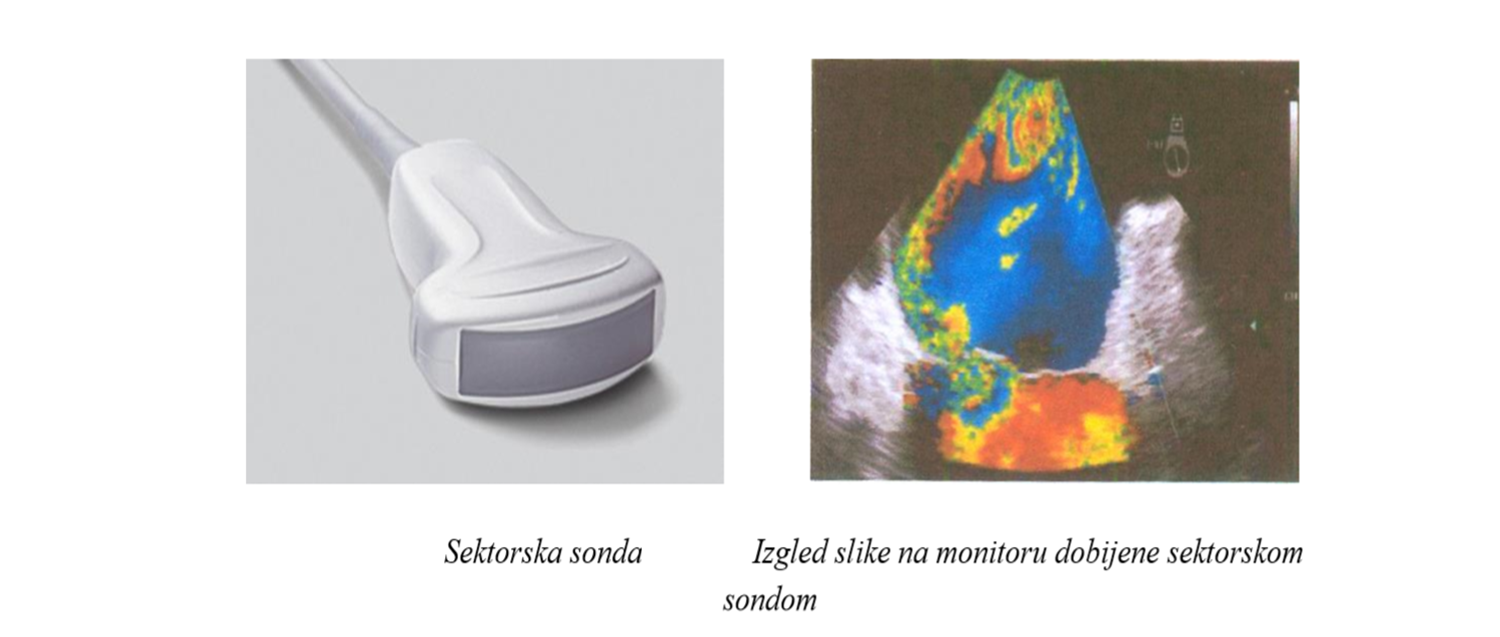 Sektorska sonda
Izgled slike na monitoru dobijene sektorskom
sondom